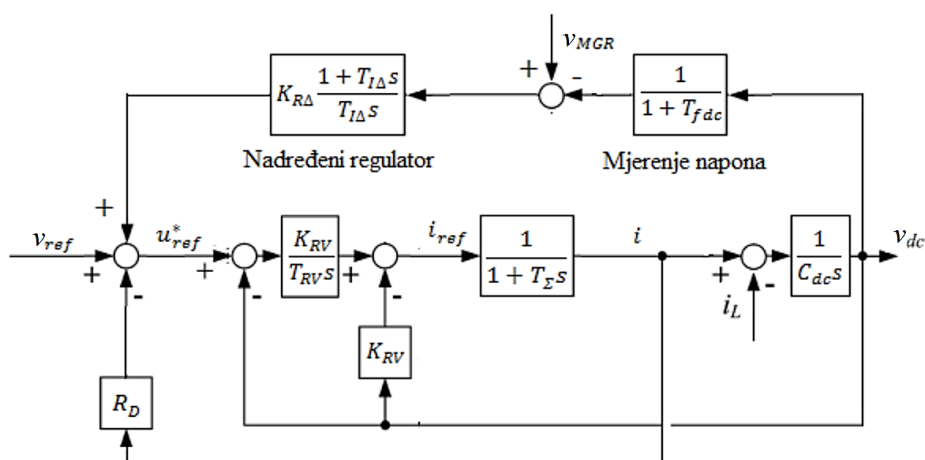 v_MGR
+ -
K_RΔ (1 + T_IΔ s) / (T_IΔ s)
1 / (1 + T_fdc)
Nadređeni regulator
Mjerenje napona
+
v_ref
+
-
u*_ref
+
-
K_RV / (T_RV s)
+
-
i_ref
1 / (1 + T_Σ s)
i
+
-
i_L
1 / (C_dc s)
v_dc
K_RV
R_D